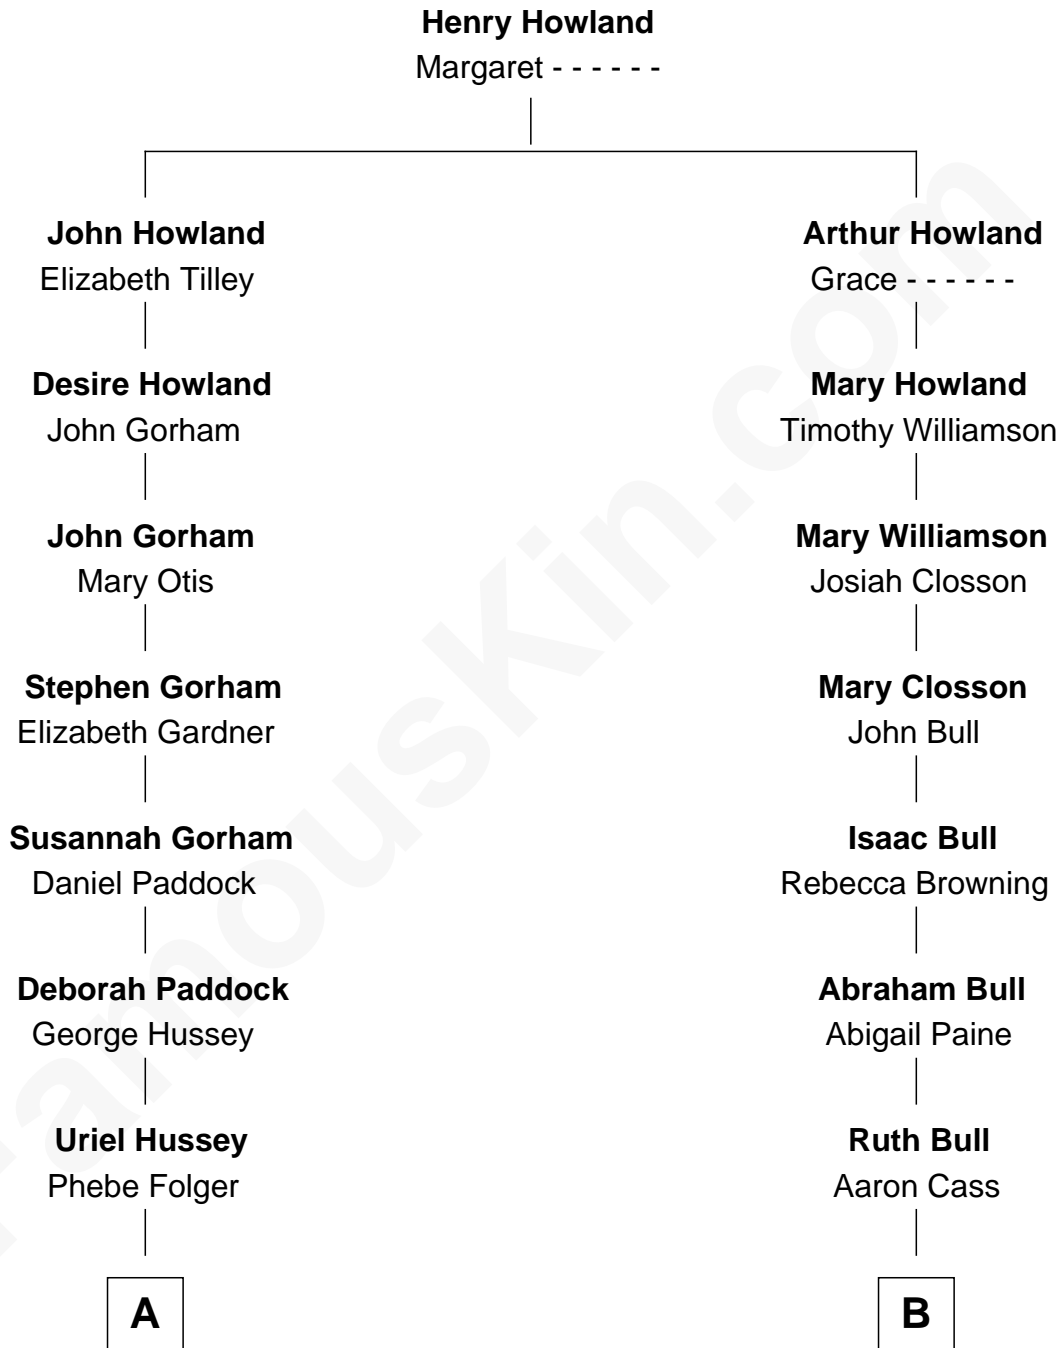 Henry Howland
Margaret - - - - - -
John Howland
Elizabeth Tilley
Arthur Howland
Grace - - - - - -
Desire Howland
John Gorham
Mary Howland
Timothy Williamson
John Gorham
Mary Otis
Mary Williamson
Josiah Closson
Stephen Gorham
Elizabeth Gardner
Mary Closson
John Bull
Susannah Gorham
Daniel Paddock
Isaac Bull
Rebecca Browning
Deborah Paddock
George Hussey
Abraham Bull
Abigail Paine
Uriel Hussey
Phebe Folger
Ruth Bull
Aaron Cass
A
B
FamousKin.com